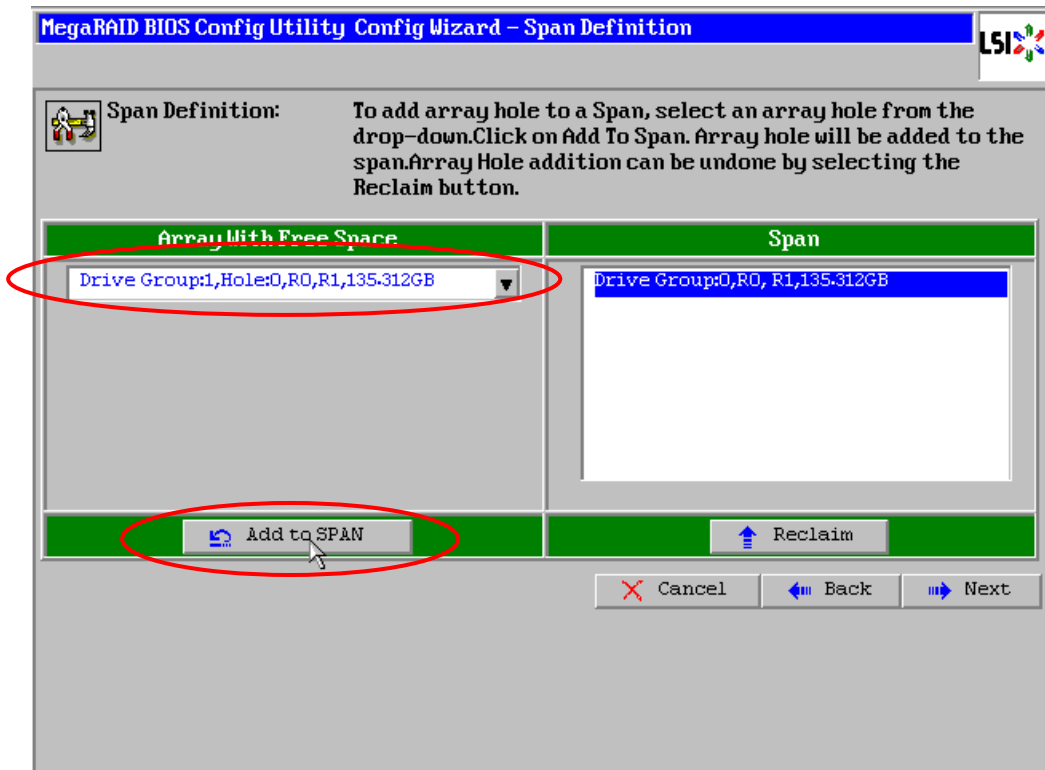 MegaRAID BIOS Config Utility Config Wizard – Span Definition
LSI
Span Definition:
To add array hole to a Span, select an array hole from the
drop-down.Click on Add To Span. Array hole will be added to the
span.Array Hole addition can be undone by selecting the
Reclaim button.
Array With Free Space
Span
Drive Group:1,Hole:0,R0,R1,135.312GB
Drive Group:0,R0, R1,135.312GB
Add to SPAN
Reclaim
Cancel
Back
Next